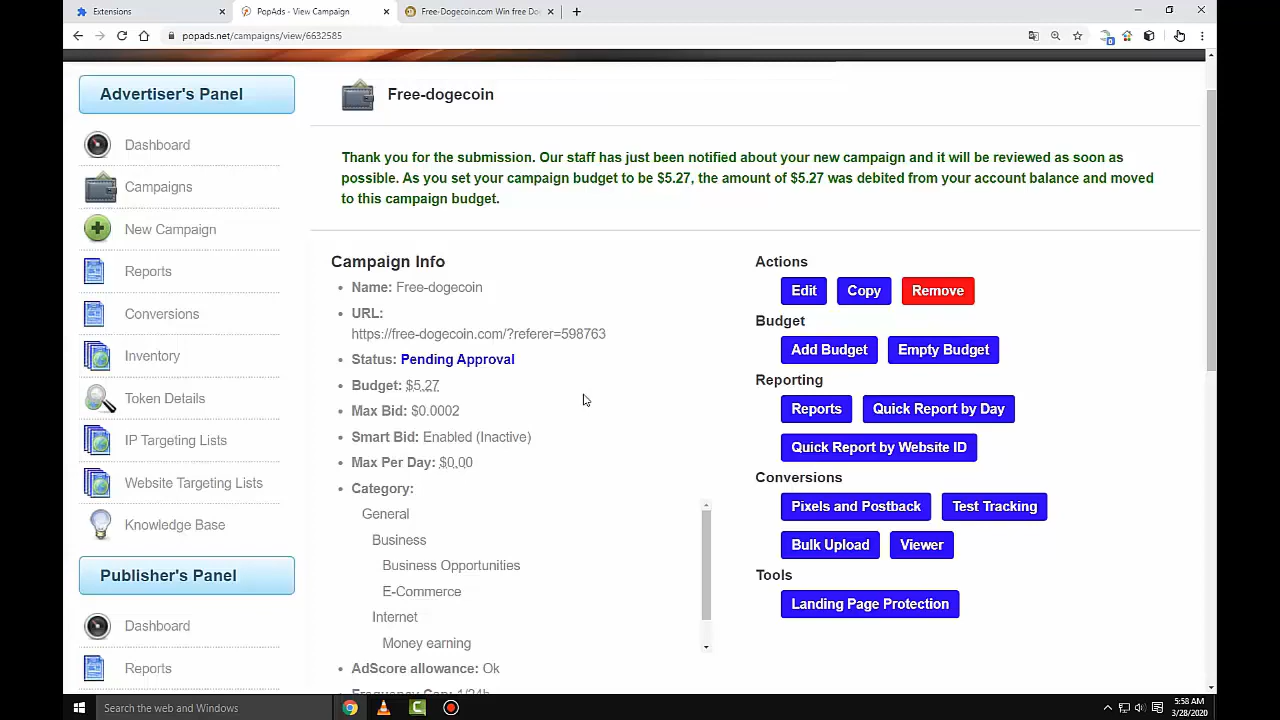 Extensions
PopAds - View Campaign
Free-Dogecoin.com Win free Do
popads.net/campaigns/view/6632585
Advertiser's Panel
Dashboard
Campaigns
New Campaign
Reports
Conversions
Inventory
Token Details
IP Targeting Lists
Website Targeting Lists
Knowledge Base
Publisher's Panel
Dashboard
Reports
Free-dogecoin
Thank you for the submission. Our staff has just been notified about your new campaign and it will be reviewed as soon as
possible. As you set your campaign budget to be $5.27, the amount of $5.27 was debited from your account balance and moved
to this campaign budget.
Campaign Info
Name: Free-dogecoin
URL:
https://free-dogecoin.com/?referer=598763
Status: Pending Approval
Budget: $5.27
Max Bid: $0.0002
Smart Bid: Enabled (Inactive)
Max Per Day: $0.00
Category:
General
Business
Business Opportunities
E-Commerce
Internet
Money earning
AdScore allowance: Ok
Frequency Cap: 1/24h
Actions
Edit Copy Remove
Budget
Add Budget Empty Budget
Reporting
Reports Quick Report by Day
Quick Report by Website ID
Conversions
Pixels and Postback Test Tracking
Bulk Upload Viewer
Tools
Landing Page Protection
Search the web and Windows
5:58 AM
3/28/2020